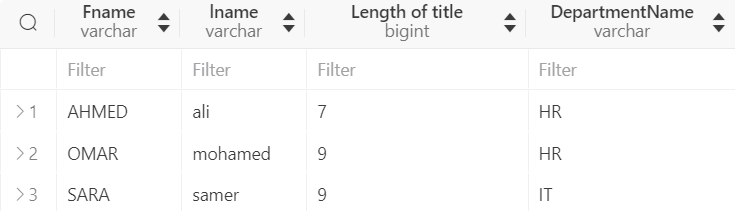 Fname lname Length of title DepartmentName
varchar varchar bigint varchar
Filter Filter Filter Filter
1 AHMED ali 7 HR
2 OMAR mohamed 9 HR
3 SARA samer 9 IT